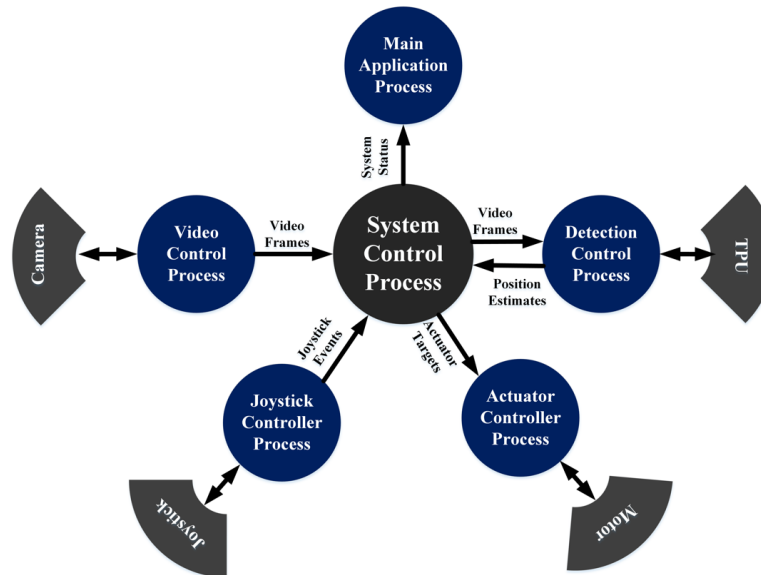 Main
Application
Process
System
Status
Camera
Video
Control
Process
Video
Frames
System
Control
Process
Video
Frames
Position
Estimates
Detection
Control
Process
TPU
Joystick
Events
Actuator
Targets
Joystick
Controller
Process
Actuator
Controller
Process
Joystick
Motor